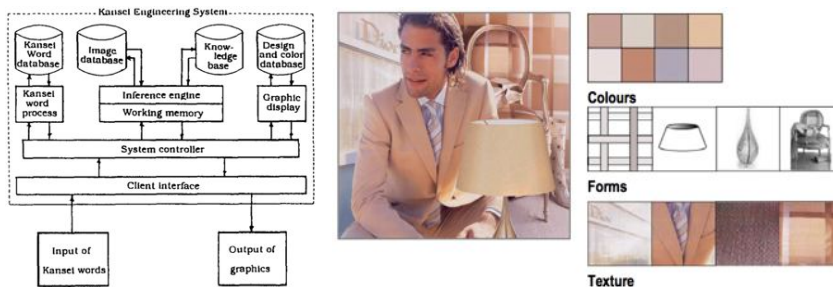 Kansei Engineering System
Kansei
Word
database
Image
database
Know-
ledge
base
Design
and color
database
Kansei
word
process
Inference engine
Working memory
Graphic
display
System controller
Client interface
Input of
Kansei words
Output of
graphics
Dior
Colours
Forms
Texture